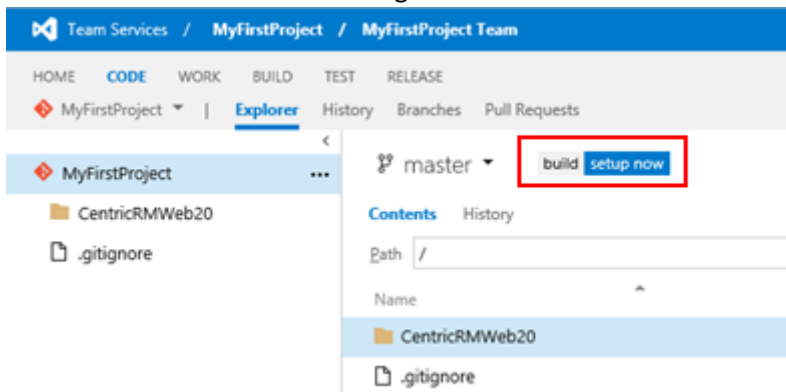 Team Services / MyFirstProject / MyFirstProject Team
HOME CODE WORK BUILD TEST RELEASE
MyFirstProject | Explorer History Branches Pull Requests
<
MyFirstProject ...
CentricRMWeb20
.gitignore
master build setup now
Contents History
Path /
Name
CentricRMWeb20
.gitignore